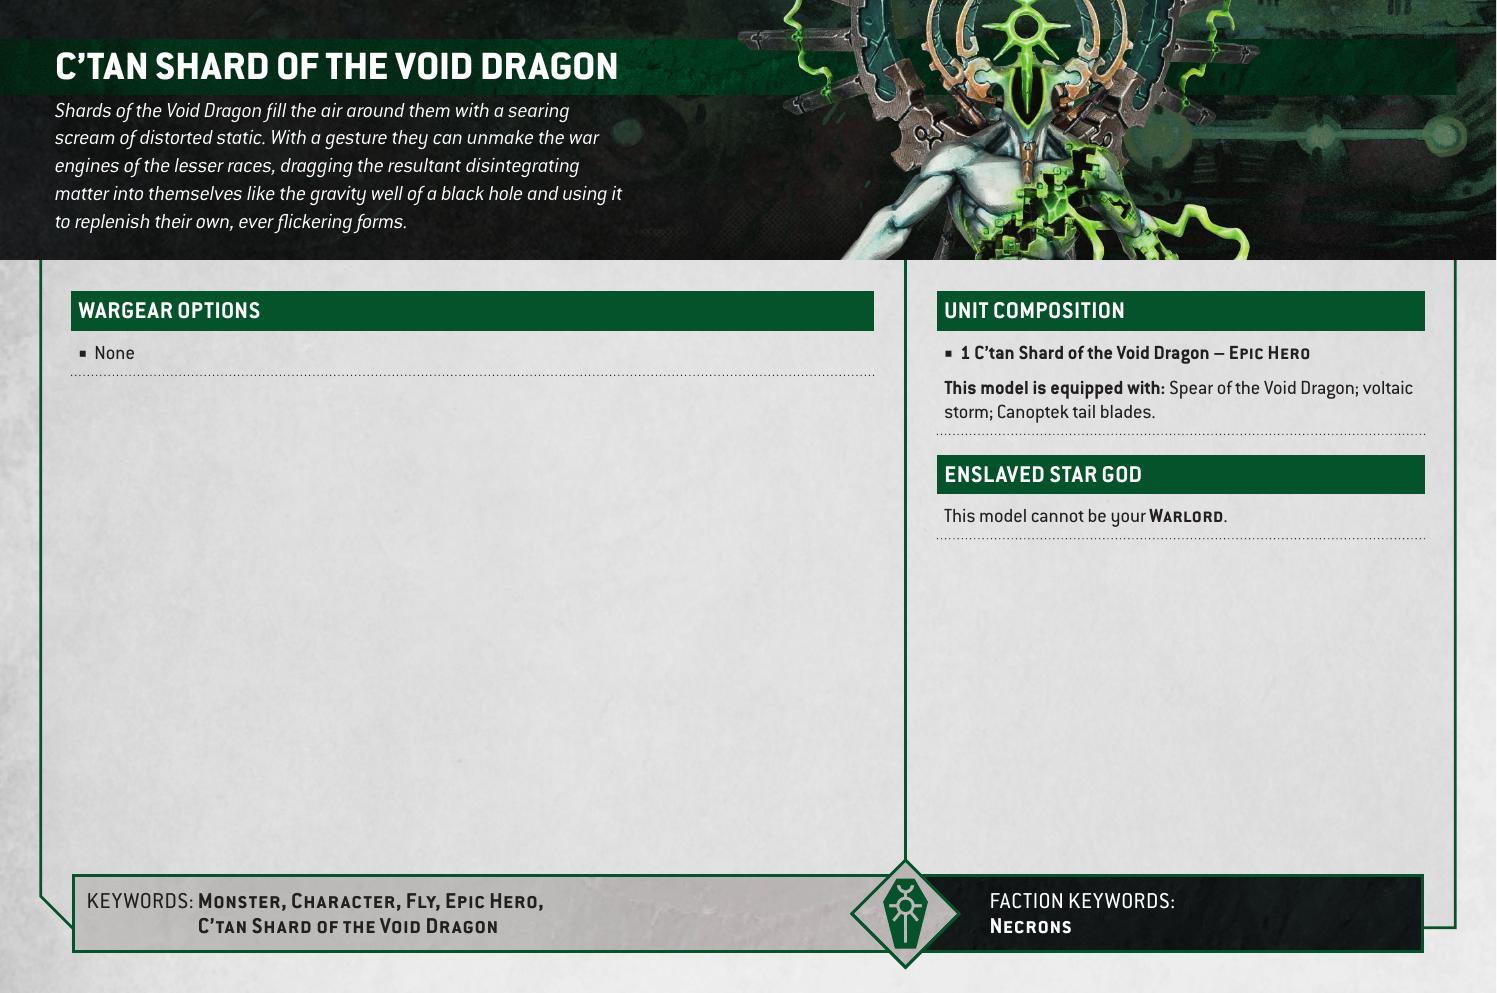 C’TAN SHARD OF THE VOID DRAGON
Shards of the Void Dragon fill the air around them with a searing
scream of distorted static. With a gesture they can unmake the war
engines of the lesser races, dragging the resultant disintegrating
matter into themselves like the gravity well of a black hole and using it
to replenish their own, ever flickering forms.
WARGEAR OPTIONS
▪ None
UNIT COMPOSITION
▪ 1 C’tan Shard of the Void Dragon – EPIC HERO
This model is equipped with: Spear of the Void Dragon; voltaic
storm; Canoptek tail blades.
ENSLAVED STAR GOD
This model cannot be your WARLORD.
KEYWORDS: MONSTER, CHARACTER, FLY, EPIC HERO,
C’TAN SHARD OF THE VOID DRAGON
FACTION KEYWORDS:
NECRONS